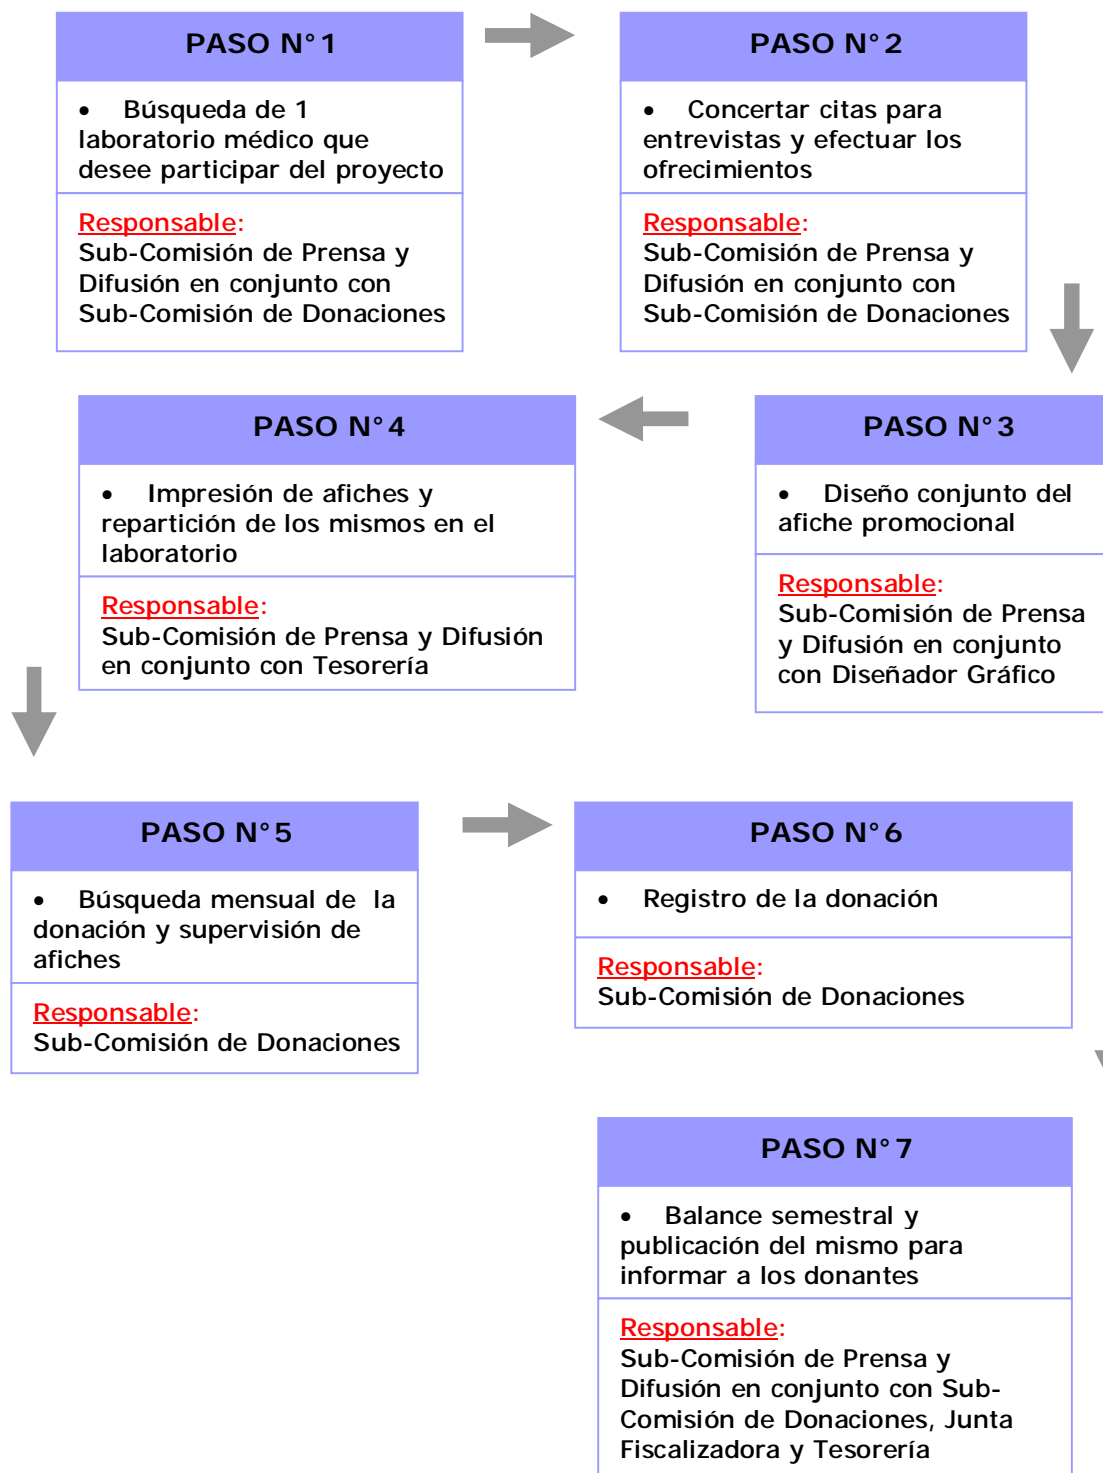 PASO N° 1
• Búsqueda de 1
laboratorio médico que
desee participar del proyecto
Responsable:
Sub-Comisión de Prensa y
Difusión en conjunto con
Sub-Comisión de Donaciones
PASO N° 2
• Concertar citas para
entrevistas y efectuar los
ofrecimientos
Responsable:
Sub-Comisión de Prensa y
Difusión en conjunto con
Sub-Comisión de Donaciones
PASO N° 3
• Diseño conjunto del
afiche promocional
Responsable:
Sub-Comisión de Prensa
y Difusión en conjunto
con Diseñador Gráfico
PASO N° 4
• Impresión de afiches y
repartición de los mismos en el
laboratorio
Responsable:
Sub-Comisión de Prensa y Difusión
en conjunto con Tesorería
PASO N° 5
• Búsqueda mensual de la
donación y supervisión de
afiches
Responsable:
Sub-Comisión de Donaciones
PASO N° 6
• Registro de la donación
Responsable:
Sub-Comisión de Donaciones
PASO N° 7
• Balance semestral y
publicación del mismo para
informar a los donantes
Responsable:
Sub-Comisión de Prensa y
Difusión en conjunto con Sub-
Comisión de Donaciones, Junta
Fiscalizadora y Tesorería